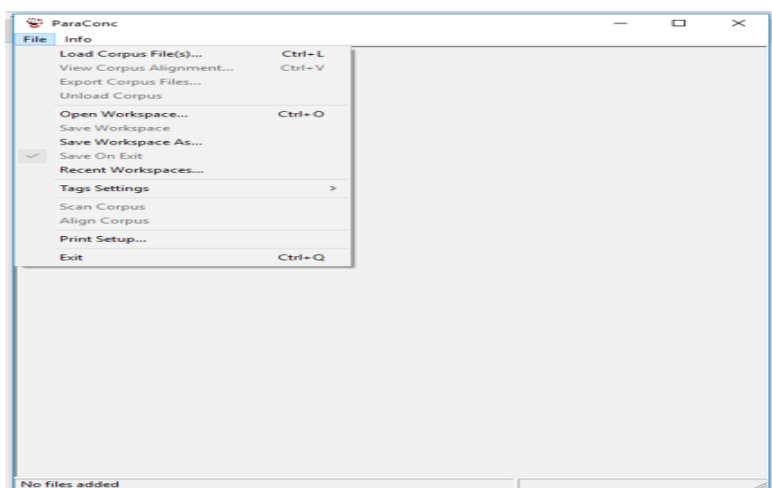 ParaConc
File Info
Load Corpus File(s)... Ctrl+L
View Corpus Alignment... Ctrl+V
Export Corpus Files...
Unload Corpus
Open Workspace... Ctrl+O
Save Workspace
Save Workspace As...
Save On Exit
Recent Workspaces...
Tags Settings >
Scan Corpus
Align Corpus
Print Setup...
Exit Ctrl+Q
No files added